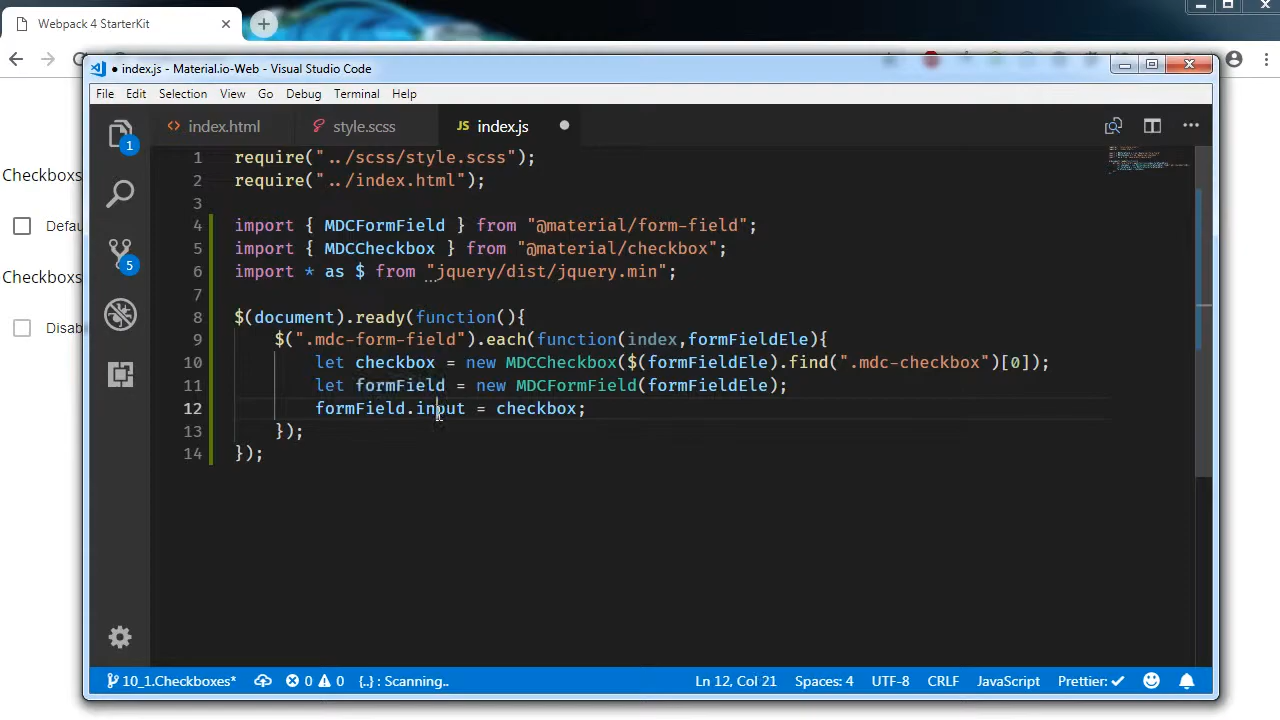 Webpack 4 StarterKit
● index.js - Material.io-Web - Visual Studio Code
File Edit Selection View Go Debug Terminal Help
index.html style.scss JS index.js
1 require("../scss/style.scss");
2 require("../index.html");
3
4 import { MDCFormField } from "@material/form-field";
5 import { MDCCheckbox } from "@material/checkbox";
6 import * as $ from "jquery/dist/jquery.min";
7
8 $(document).ready(function(){
9 $(".mdc-form-field").each(function(index,formFieldEle){
10 let checkbox = new MDCCheckbox($(formFieldEle).find(".mdc-checkbox")[0]);
11 let formField = new MDCFormField(formFieldEle);
12 formField.input = checkbox;
13 });
14 });
Checkboxs
Defau
Checkboxs
Disab
1
5
10_1.Checkboxes* 0 0 {..} : Scanning.. Ln 12, Col 21 Spaces: 4 UTF-8 CRLF JavaScript Prettier: ✓